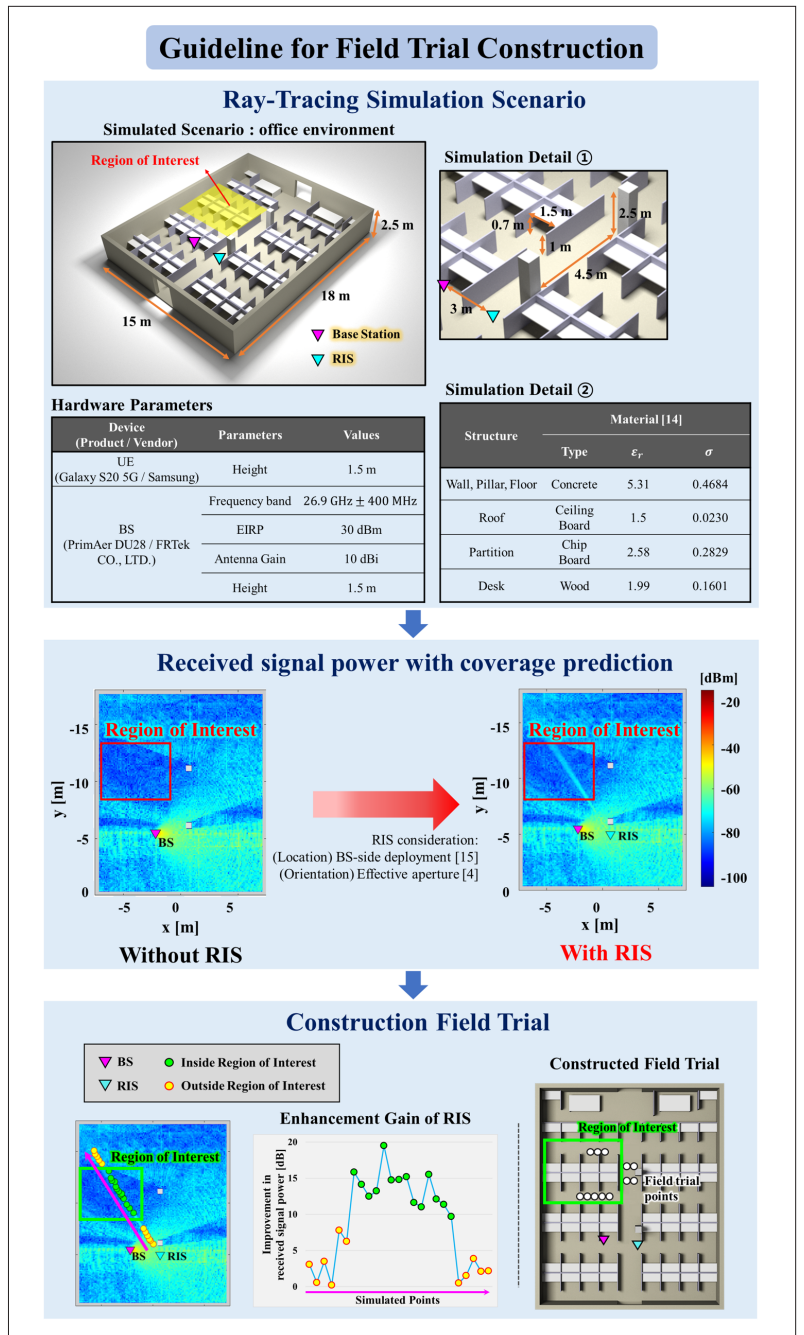 Guideline for Field Trial Construction
Ray-Tracing Simulation Scenario
Simulated Scenario : office environment
Region of Interest
2.5 m
18 m
15 m
Base Station
RIS
Simulation Detail ①
1.5 m
2.5 m
0.7 m
1 m
4.5 m
3 m
Hardware Parameters
Device
(Product / Vendor)
Parameters
Values
UE
(Galaxy S20 5G / Samsung)
Height
1.5 m
BS
(PrimAer DU28 / FRTek
CO., LTD.)
Frequency band
26.9 GHz ± 400 MHz
EIRP
30 dBm
Antenna Gain
10 dBi
Height
1.5 m
Simulation Detail ②
Structure
Material [14]
Type
εr
σ
Wall, Pillar, Floor
Concrete
5.31
0.4684
Roof
Ceiling
Board
1.5
0.0230
Partition
Chip
Board
2.58
0.2829
Desk
Wood
1.99
0.1601
Received signal power with coverage prediction
Region of Interest
BS
-15
-10
-5
0
y [m]
-5
0
5
x [m]
Without RIS
RIS consideration:
(Location) BS-side deployment [15]
(Orientation) Effective aperture [4]
Region of Interest
BS
RIS
-15
-10
-5
0
y [m]
-5
0
5
x [m]
With RIS
[dBm]
-20
-40
-60
-80
-100
Construction Field Trial
BS
Inside Region of Interest
RIS
Outside Region of Interest
Region of Interest
BS
RIS
Enhancement Gain of RIS
Improvement in
received signal power [dB]
20
15
10
5
0
Simulated Points
Constructed Field Trial
Region of Interest
Field trial
points
BS
RIS